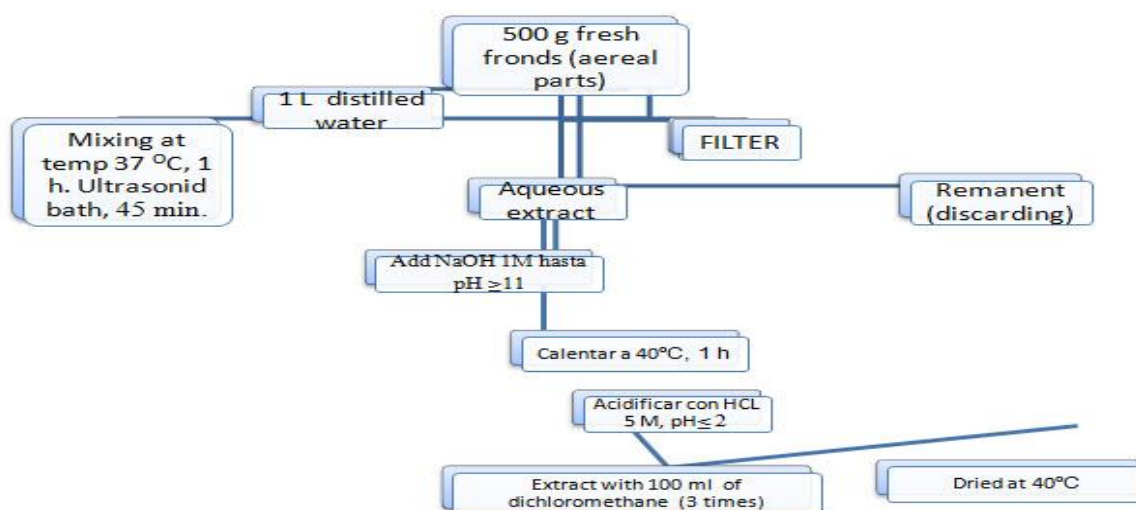 500 g fresh
fronds (aereal
parts)
1 L distilled
water
Mixing at
temp 37 ⁰C, 1
h. Ultrasonid
bath, 45 min.
FILTER
Aqueous
extract
Remanent
(discarding)
Add NaOH 1M hasta
pH ≥11
Calentar a 40ºC, 1 h
Acidificar con HCL
5 M, pH≤ 2
Extract with 100 ml of
dichloromethane (3 times)
Dried at 40ºC